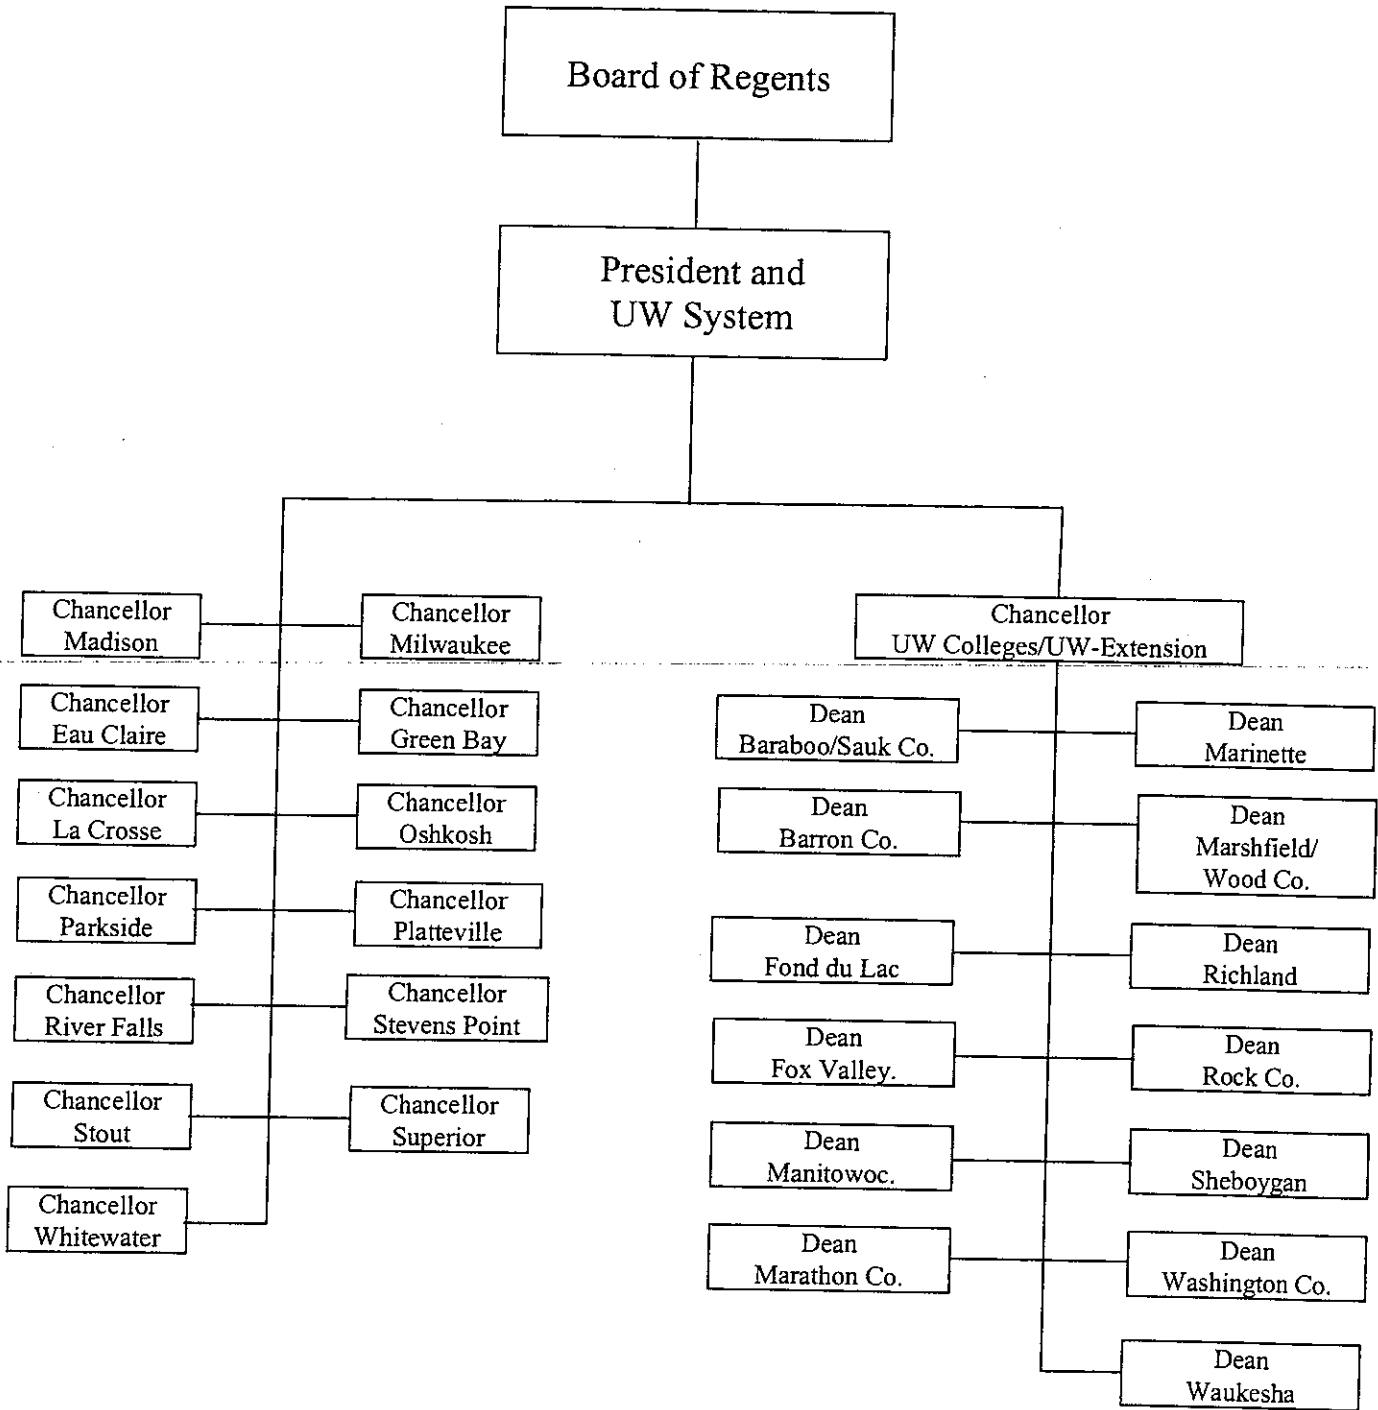 Board of Regents
President and
UW System
Chancellor
Madison
Chancellor
Milwaukee
Chancellor
Eau Claire
Chancellor
Green Bay
Chancellor
La Crosse
Chancellor
Oshkosh
Chancellor
Parkside
Chancellor
Platteville
Chancellor
River Falls
Chancellor
Stevens Point
Chancellor
Stout
Chancellor
Superior
Chancellor
Whitewater
Chancellor
UW Colleges/UW-Extension
Dean
Baraboo/Sauk Co.
Dean
Marinette
Dean
Barron Co.
Dean
Marshfield/
Wood Co.
Dean
Fond du Lac
Dean
Richland
Dean
Fox Valley.
Dean
Rock Co.
Dean
Manitowoc.
Dean
Sheboygan
Dean
Marathon Co.
Dean
Washington Co.
Dean
Waukesha